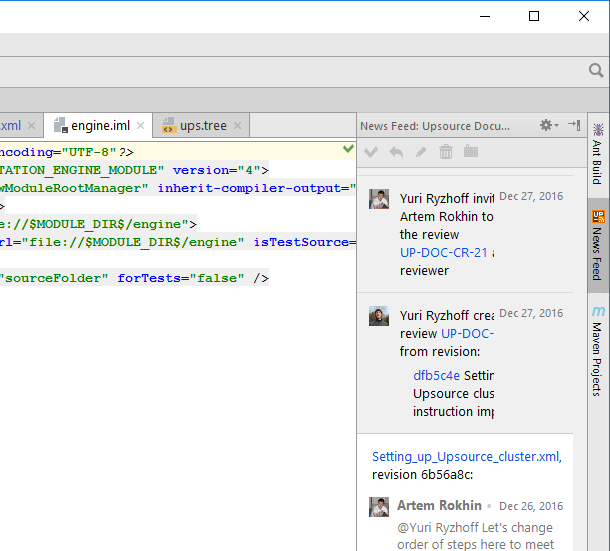 .xml
engine.iml
ups.tree
ncoding="UTF-8"?>
TATION_ENGINE_MODULE" version="4">
wModuleRootManager" inherit-compiler-output="
>
e://$MODULE_DIR$/engine">
rl="file://$MODULE_DIR$/engine" isTestSource=
"sourceFolder" forTests="false" />
News Feed: Upsource Docu...
Yuri Ryzhoff invit
Dec 27, 2016
Artem Rokhin to
the review
UP-DOC-CR-21 a
reviewer
Yuri Ryzhoff crea
Dec 27, 2016
review UP-DOC-
from revision:
dfb5c4e Settin
Upsource clus
instruction imp
Setting_up_Upsource_cluster.xml,
revision 6b56a8c:
Artem Rokhin • Dec 26, 2016
@Yuri Ryzhoff Let's change
order of steps here to meet
Ant Build
News Feed
m
Maven Projects